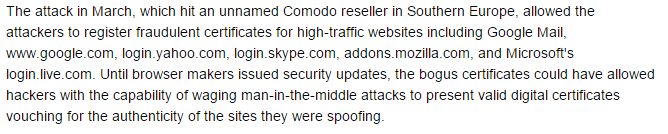 The attack in March, which hit an unnamed Comodo reseller in Southern Europe, allowed the
attackers to register fraudulent certificates for high-traffic websites including Google Mail,
www.google.com, login.yahoo.com, login.skype.com, addons.mozilla.com, and Microsoft's
login.live.com. Until browser makers issued security updates, the bogus certificates could have allowed
hackers with the capability of waging man-in-the-middle attacks to present valid digital certificates
vouching for the authenticity of the sites they were spoofing.